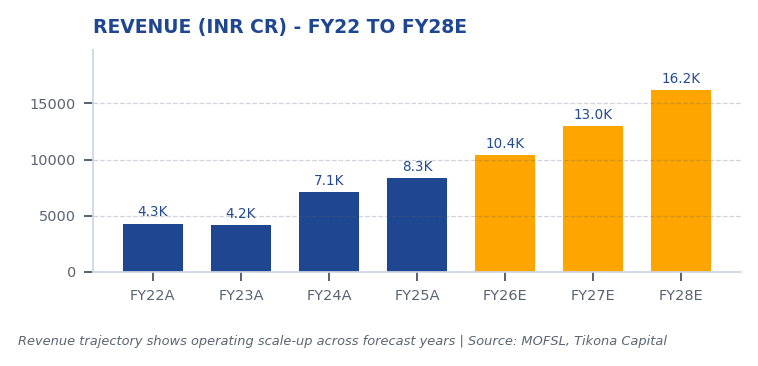 REVENUE (INR CR) - FY22 TO FY28E
16.2K
15000
13.0K
10.4K
10000
8.3K
7.1K
5000
4.3K
4.2K
0
FY22A FY23A FY24A FY25A FY26E FY27E FY28E
Revenue trajectory shows operating scale-up across forecast years | Source: MOFSL, Tikona Capital